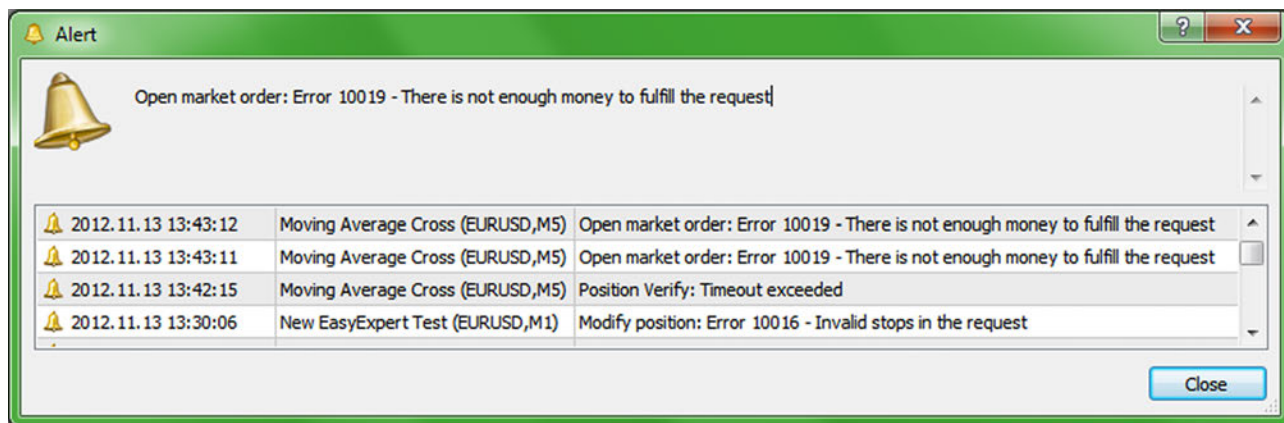 Alert
Open market order: Error 10019 - There is not enough money to fulfill the request
2012.11.13 13:43:12 Moving Average Cross (EURUSD,M5) Open market order: Error 10019 - There is not enough money to fulfill the request
2012.11.13 13:43:11 Moving Average Cross (EURUSD,M5) Open market order: Error 10019 - There is not enough money to fulfill the request
2012.11.13 13:42:15 Moving Average Cross (EURUSD,M5) Position Verify: Timeout exceeded
2012.11.13 13:30:06 New EasyExpert Test (EURUSD,M1) Modify position: Error 10016 - Invalid stops in the request
Close